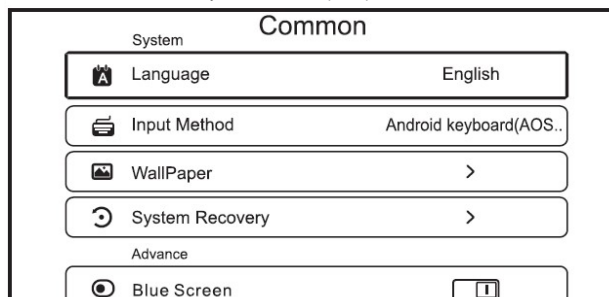 Common
System
Language English
Input Method Android keyboard(AOS..
WallPaper >
System Recovery >
Advance
Blue Screen